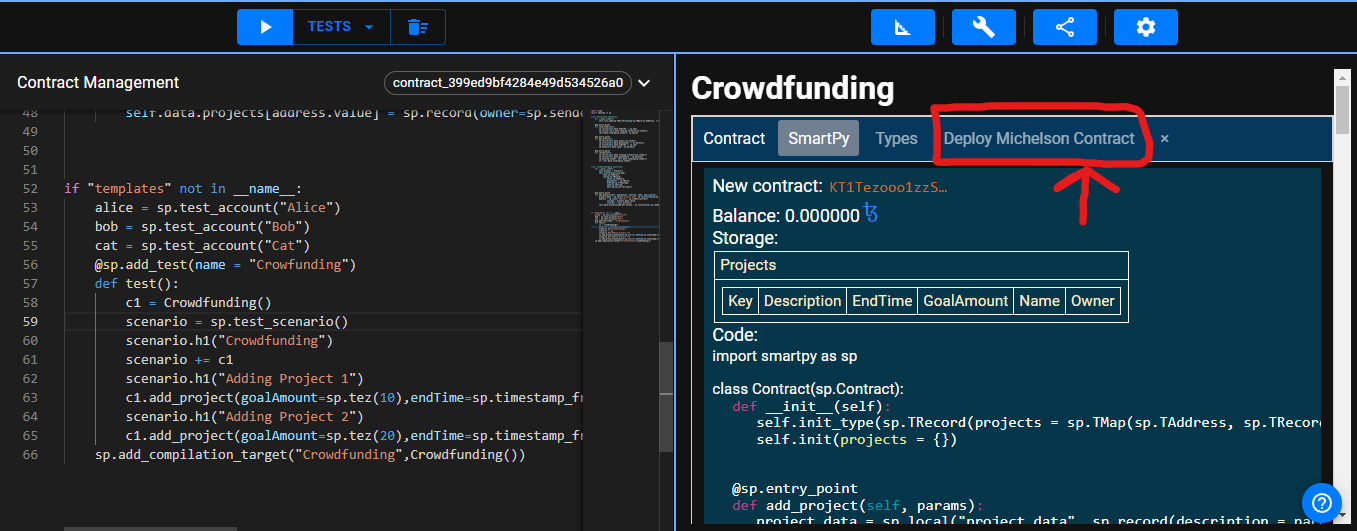 TESTS
Contract Management
contract_399ed9bf4284e49d534526a0
48 self.data.projects[address.value] = sp.record(owner=sp.sende
49
50
51
52 if "templates" not in __name__:
53 alice = sp.test_account("Alice")
54 bob = sp.test_account("Bob")
55 cat = sp.test_account("Cat")
56 @sp.add_test(name = "Crowfunding")
57 def test():
58 c1 = Crowdfunding()
59 scenario = sp.test_scenario()
60 scenario.h1("Crowdfunding")
61 scenario += c1
62 scenario.h1("Adding Project 1")
63 c1.add_project(goalAmount=sp.tez(10),endTime=sp.timestamp_fr
64 scenario.h1("Adding Project 2")
65 c1.add_project(goalAmount=sp.tez(20),endTime=sp.timestamp_fr
66 sp.add_compilation_target("Crowdfunding",Crowdfunding())
Crowdfunding
Contract SmartPy Types Deploy Michelson Contract ×
New contract: KT1Tezooo1zzS…
Balance: 0.000000 ꜩ
Storage:
Projects
Key Description EndTime GoalAmount Name Owner
Code:
import smartpy as sp
class Contract(sp.Contract):
def __init__(self):
self.init_type(sp.TRecord(projects = sp.TMap(sp.TAddress, sp.TRecor
self.init(projects = {})
@sp.entry_point
def add_project(self, params):
project_data = sp.local("project_data", sp.record(description = par